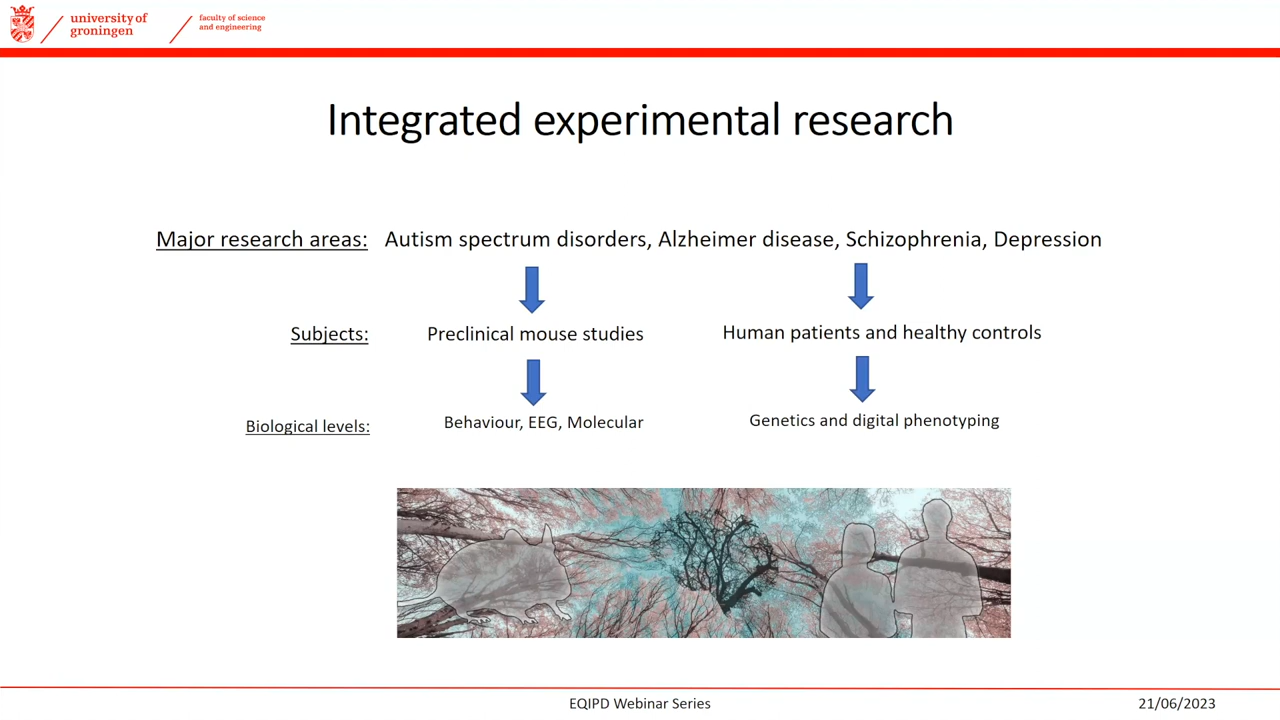 university of
groningen
faculty of science
and engineering
Integrated experimental research
Major research areas: Autism spectrum disorders, Alzheimer disease, Schizophrenia, Depression
Subjects: Preclinical mouse studies Human patients and healthy controls
Biological levels: Behaviour, EEG, Molecular Genetics and digital phenotyping
EQIPD Webinar Series 21/06/2023